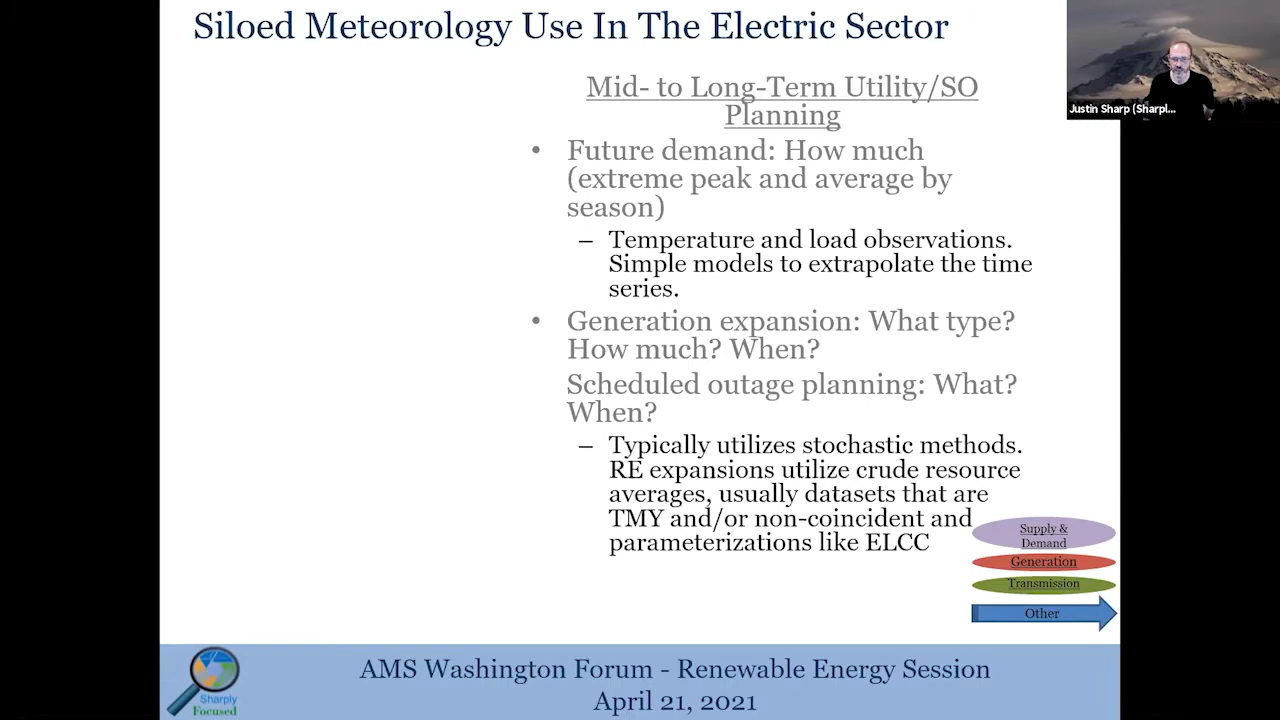 Siloed Meteorology Use In The Electric Sector
Justin Sharp (Sharpl...
Mid- to Long-Term Utility/SO
Planning
• Future demand: How much
(extreme peak and average by
season)
– Temperature and load observations.
Simple models to extrapolate the time
series.
• Generation expansion: What type?
How much? When?
Scheduled outage planning: What?
When?
– Typically utilizes stochastic methods.
RE expansions utilize crude resource
averages, usually datasets that are
TMY and/or non-coincident and
parameterizations like ELCC
Supply &
Demand
Generation
Transmission
Other
Sharply
Focused
AMS Washington Forum - Renewable Energy Session
April 21, 2021